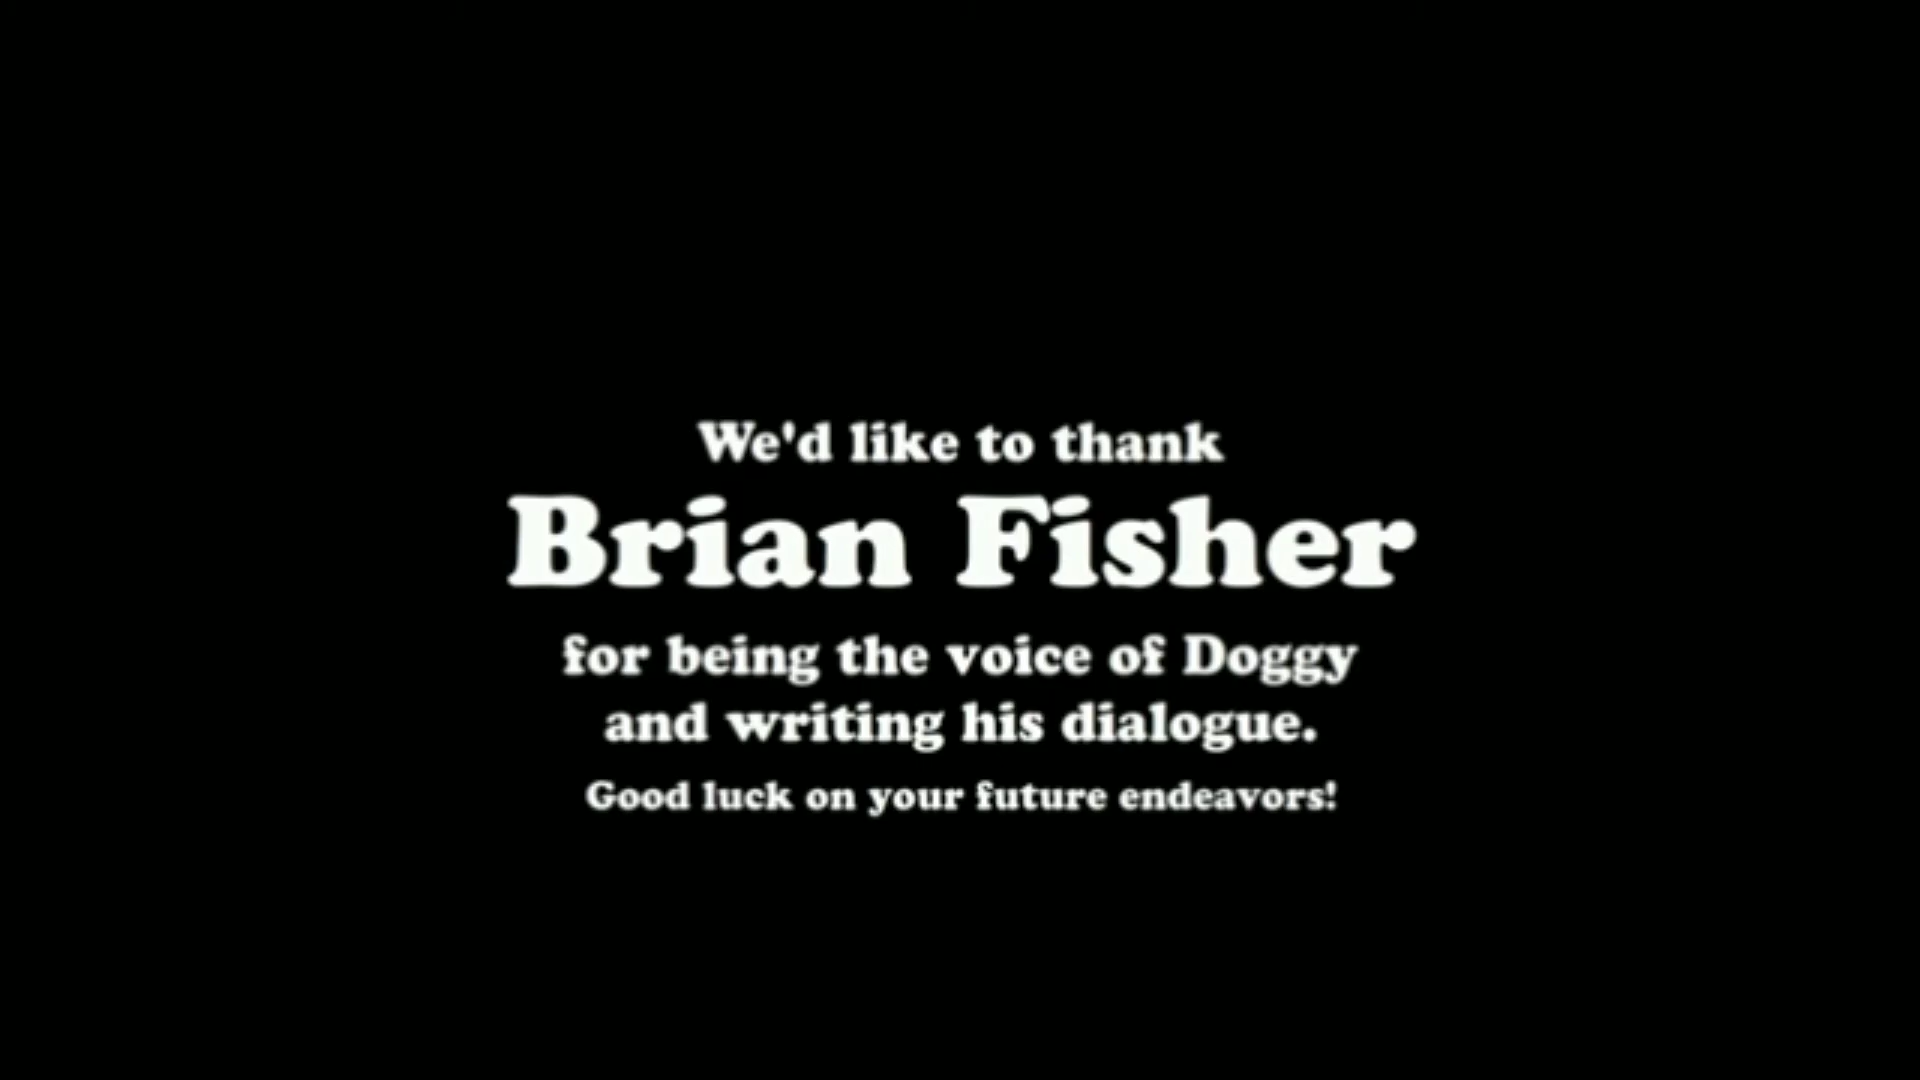 We'd like to thank
Brian Fisher
for being the voice of Doggy
and writing his dialogue.
Good luck on your future endeavors!